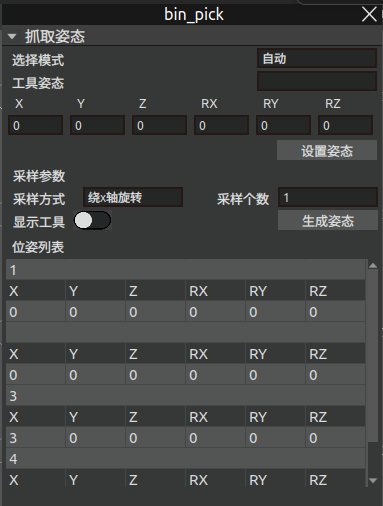 bin_pick
抓取姿态
选择模式 自动
工具姿态
X Y Z RX RY RZ
0 0 0 0 0 0
设置姿态
采样参数
采样方式 绕x轴旋转 采样个数 1
显示工具 生成姿态
位姿列表
1
X Y Z RX RY RZ
0 0 0 0 0 0
X Y Z RX RY RZ
0 0 0 0 0 0
3
X Y Z RX RY RZ
3 0 0 0 0 0
4
X Y Z RX RY RZ